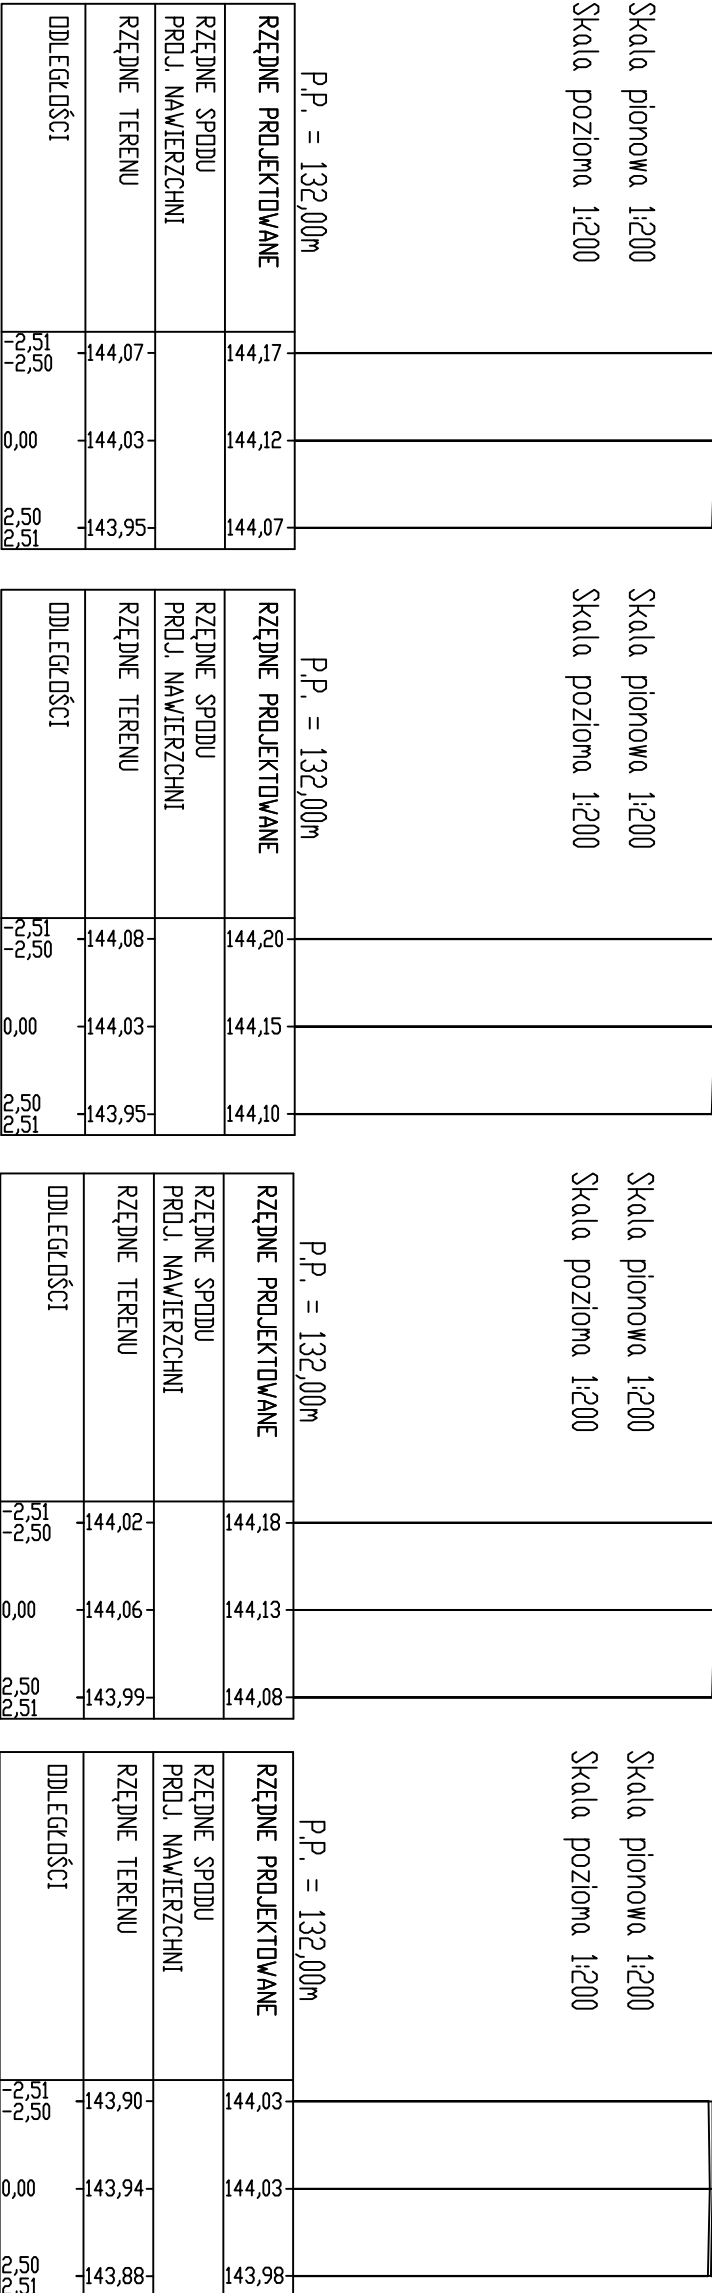 Skala pionowa 1:200
Skala pozioma 1:200
P.P. = 132,00m
RZĘDNE PROJEKTOWANE 144,17 144,12 144,07
RZĘDNE SPODU
PROJ. NAWIERZCHNI
RZĘDNE TERENU 144,07 144,03 143,95
ODLEGŁOŚCI -2,51 -2,50 0,00 2,50 2,51
Skala pionowa 1:200
Skala pozioma 1:200
P.P. = 132,00m
RZĘDNE PROJEKTOWANE 144,20 144,15 144,10
RZĘDNE SPODU
PROJ. NAWIERZCHNI
RZĘDNE TERENU 144,08 144,03 143,95
ODLEGŁOŚCI -2,51 -2,50 0,00 2,50 2,51
Skala pionowa 1:200
Skala pozioma 1:200
P.P. = 132,00m
RZĘDNE PROJEKTOWANE 144,18 144,13 144,08
RZĘDNE SPODU
PROJ. NAWIERZCHNI
RZĘDNE TERENU 144,02 144,06 143,99
ODLEGŁOŚCI -2,51 -2,50 0,00 2,50 2,51
Skala pionowa 1:200
Skala pozioma 1:200
P.P. = 132,00m
RZĘDNE PROJEKTOWANE 144,03 144,03 143,98
RZĘDNE SPODU
PROJ. NAWIERZCHNI
RZĘDNE TERENU 143,90 143,94 143,88
ODLEGŁOŚCI -2,51 -2,50 0,00 2,50 2,51